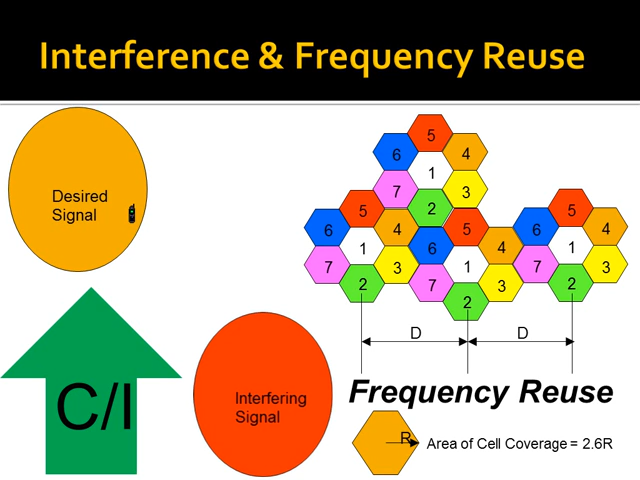 Interference & Frequency Reuse
Desired
Signal
C/I
Interfering
Signal
5
6
4
1
7
3
2
5
6
4
1
7
3
2
5
6
4
1
7
3
2
5
6
4
1
7
3
2
D
D
Frequency Reuse
R
Area of Cell Coverage = 2.6R